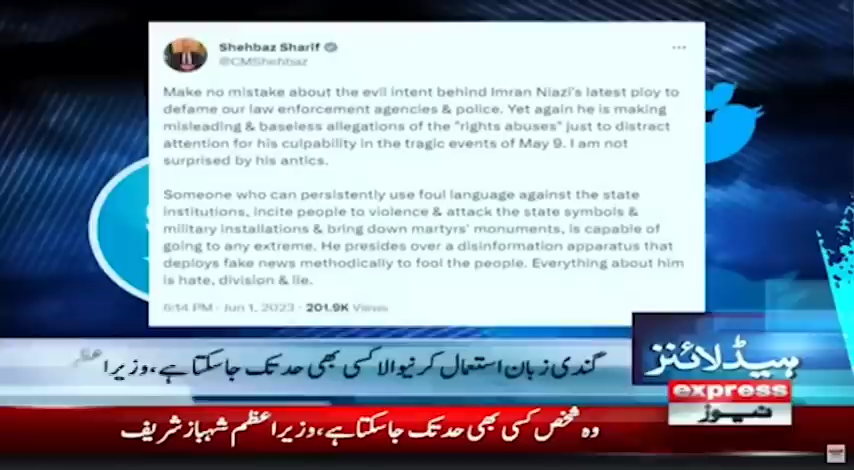 Shehbaz Sharif
@CMShehbaz
Make no mistake about the evil intent behind Imran Niazi's latest ploy to
defame our law enforcement agencies & police. Yet again he is making
misleading & baseless allegations of the "rights abuses" just to distract
attention for his culpability in the tragic events of May 9. I am not
surprised by his antics.
Someone who can persistently use foul language against the state
institutions, incite people to violence & attack the state symbols &
military installations & bring down martyrs' monuments, is capable of
going to any extreme. He presides over a disinformation apparatus that
deploys fake news methodically to fool the people. Everything about him
is hate, division & lie.
6:14 PM · Jun 1, 2023 · 201.9K Views
گندی زبان استعمال کرنیوالا کسی بھی حد تک جا سکتا ہے، وزیراعظم
ہیڈلائنز
express
نیوز
وہ شخص کسی بھی حد تک جا سکتا ہے، وزیراعظم شہباز شریف